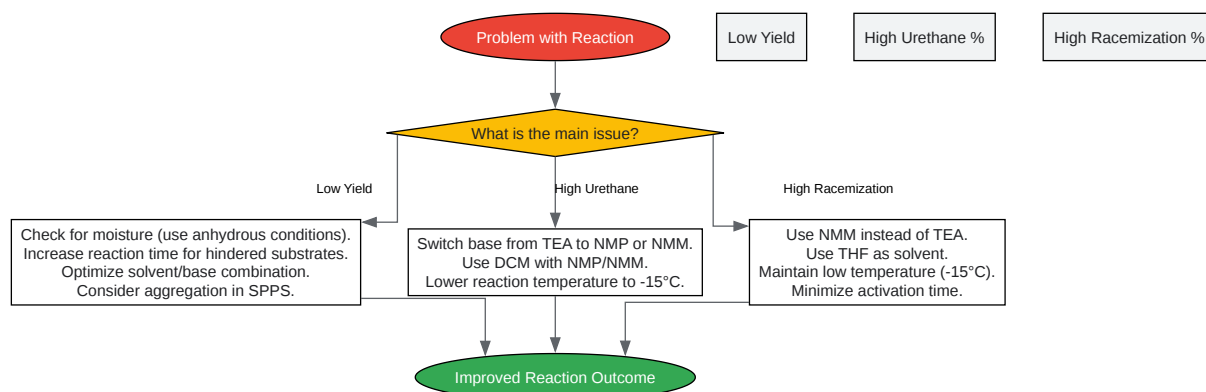 Problem with Reaction
Low Yield
High Urethane %
High Racemization %
What is the main issue?
Low Yield
High Urethane
High Racemization
Check for moisture (use anhydrous conditions).
Increase reaction time for hindered substrates.
Optimize solvent/base combination.
Consider aggregation in SPPS.
Switch base from TEA to NMP or NMM.
Use DCM with NMP/NMM.
Lower reaction temperature to -15°C.
Use NMM instead of TEA.
Use THF as solvent.
Maintain low temperature (-15°C).
Minimize activation time.
Improved Reaction Outcome